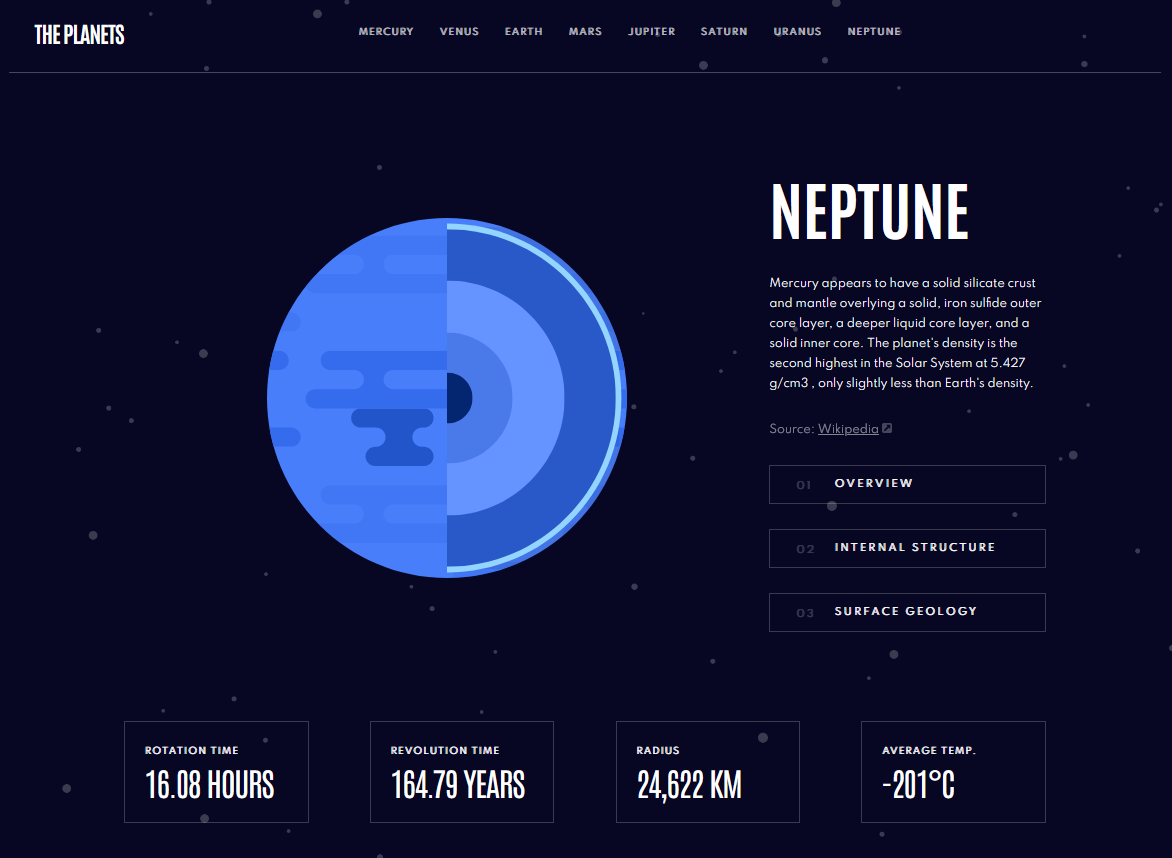 THE PLANETS
MERCURY VENUS EARTH MARS JUPITER SATURN URANUS NEPTUNE
NEPTUNE
Mercury appears to have a solid silicate crust
and mantle overlying a solid, iron sulfide outer
core layer, a deeper liquid core layer, and a
solid inner core. The planet's density is the
second highest in the Solar System at 5.427
g/cm3 , only slightly less than Earth's density.
Source: Wikipedia
01 OVERVIEW
02 INTERNAL STRUCTURE
03 SURFACE GEOLOGY
ROTATION TIME
16.08 HOURS
REVOLUTION TIME
164.79 YEARS
RADIUS
24,622 KM
AVERAGE TEMP.
-201°C